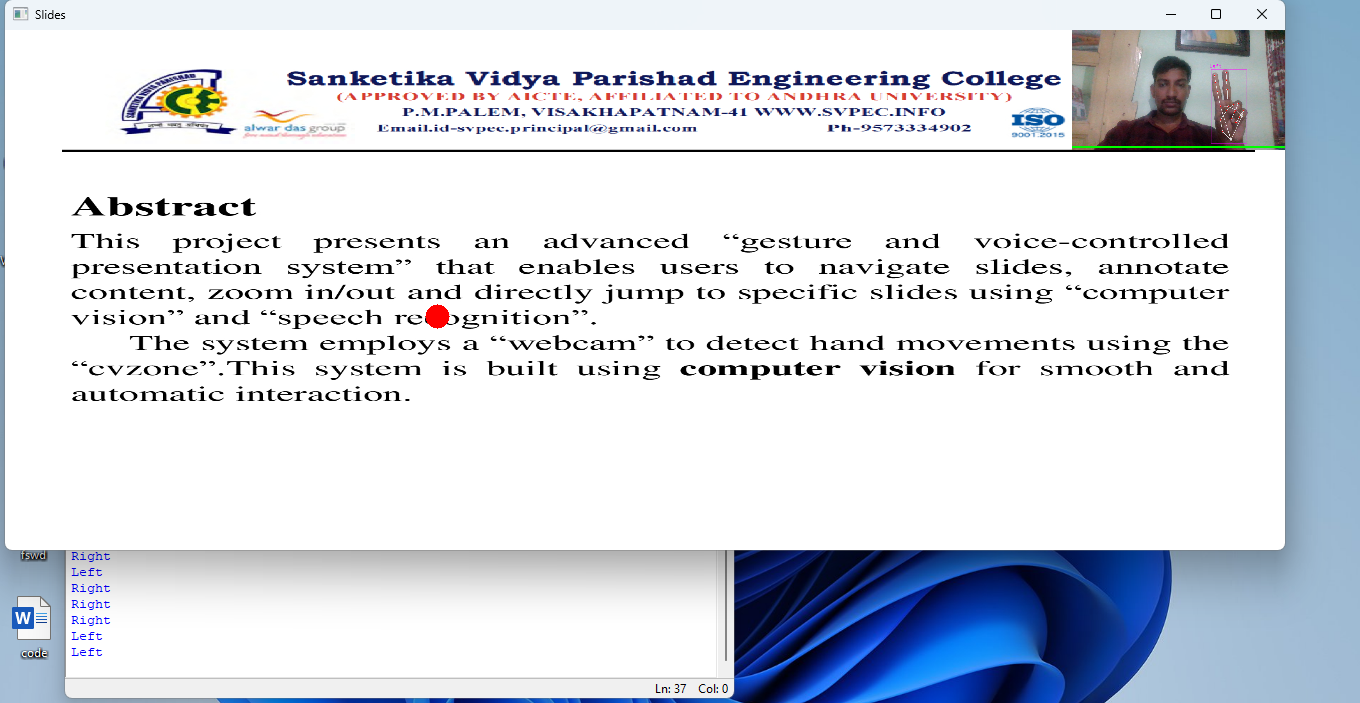 Slides
Sanketika Vidya Parishad Engineering College
(APPROVED BY AICTE, AFFILIATED TO ANDHRA UNIVERSITY)
P.M.PALEM, VISAKHAPATNAM-41 WWW.SVPEC.INFO
Email.id-svpec.principal@gmail.com Ph-9573334902
alwar das group
ISO
9001:2015
Abstract
This project presents an advanced “gesture and voice-controlled
presentation system” that enables users to navigate slides, annotate
content, zoom in/out and directly jump to specific slides using “computer
vision” and “speech recognition”.
The system employs a “webcam” to detect hand movements using the
“cvzone”.This system is built using computer vision for smooth and
automatic interaction.
fswd
Right
Left
Right
Right
Right
Left
Left
W
code
Ln: 37 Col: 0